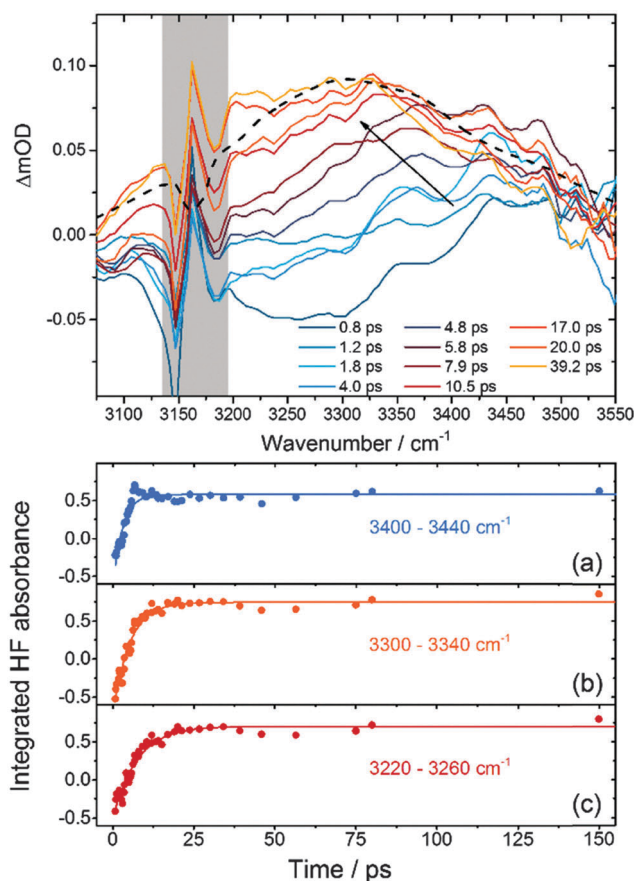 0.10
0.05
0.00
-0.05
ΔmOD
0.8 ps 4.8 ps 17.0 ps
1.2 ps 5.8 ps 20.0 ps
1.8 ps 7.9 ps 39.2 ps
4.0 ps 10.5 ps
3100 3150 3200 3250 3300 3350 3400 3450 3500 3550
Wavenumber / cm⁻¹
Integrated HF absorbance
0.5
0.0
-0.5
3400 - 3440 cm⁻¹
(a)
0.5
0.0
-0.5
3300 - 3340 cm⁻¹
(b)
0.5
0.0
-0.5
3220 - 3260 cm⁻¹
(c)
0 25 50 75 100 125 150
Time / ps